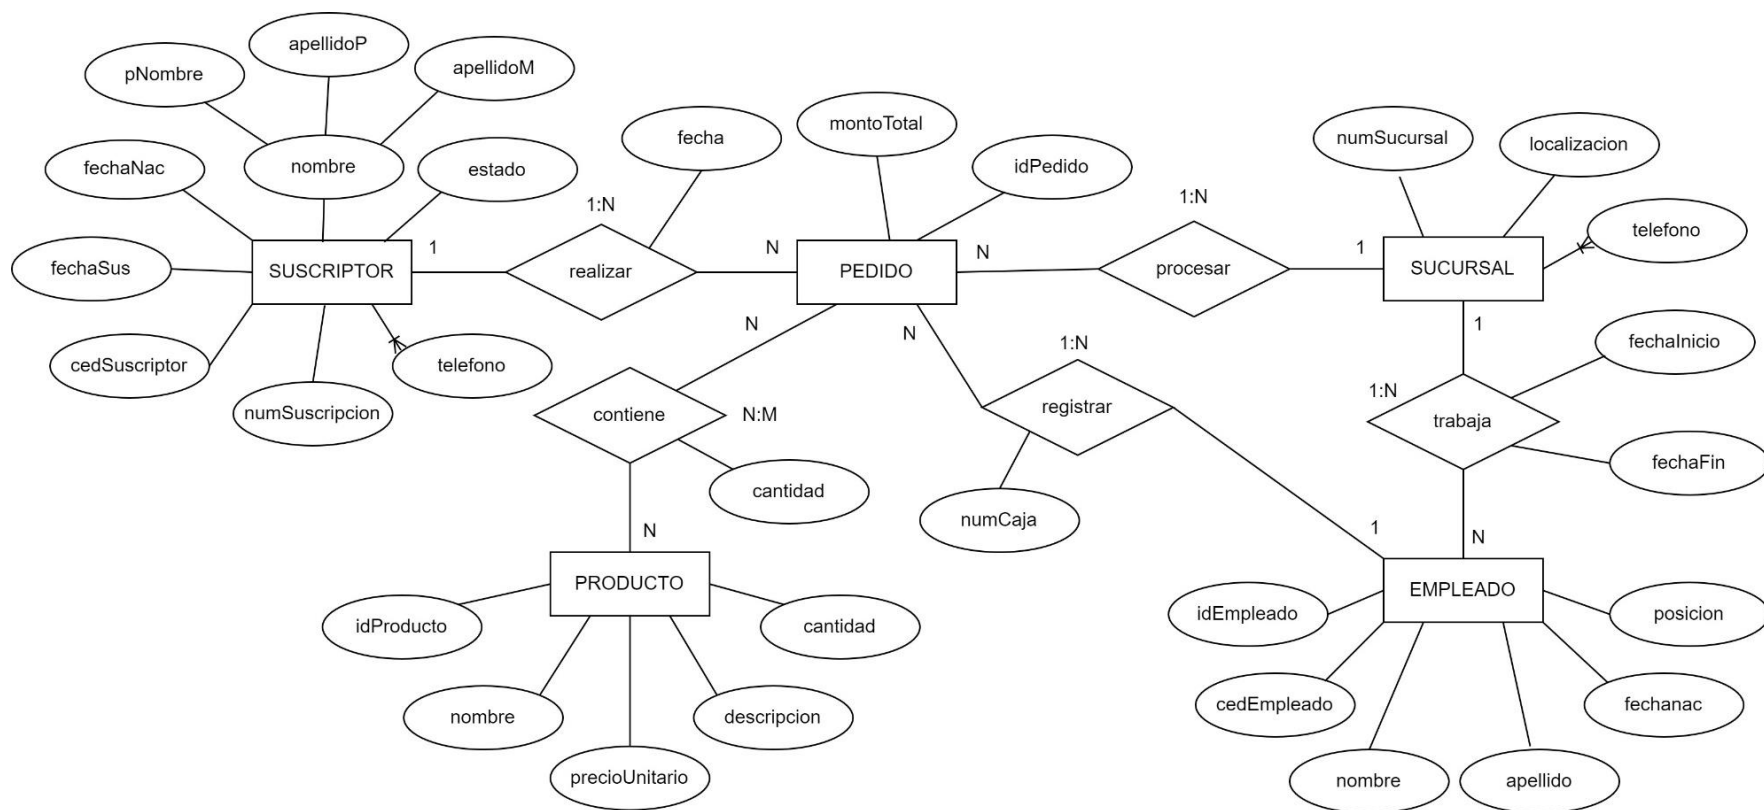 apellidoP
pNombre
apellidoM
montoTotal
fecha
numSucursal
localizacion
fechaNac
nombre
estado
idPedido
1:N
1:N
telefono
1
N
N
1
fechaSus
SUSCRIPTOR
realizar
PEDIDO
procesar
SUCURSAL
N
N
1
1:N
fechaInicio
cedSuscriptor
telefono
1:N
numSuscripcion
contiene
N:M
registrar
trabaja
fechaFin
cantidad
numCaja
1
N
N
PRODUCTO
EMPLEADO
idProducto
cantidad
idEmpleado
posicion
nombre
descripcion
cedEmpleado
fechanac
precioUnitario
nombre
apellido